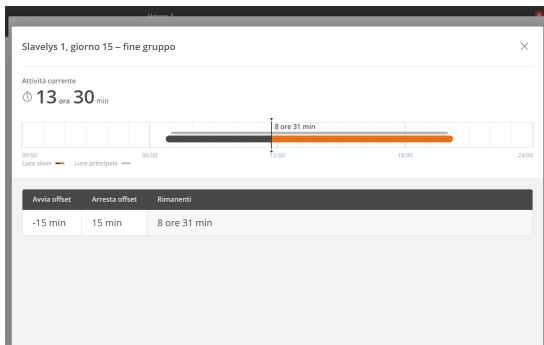 Slavelys 1, giorno 15 – fine gruppo
Attività corrente
13 ora 30 min
8 ore 31 min
00:00 06:00 12:00 18:00 24:00
Luce slave Luce principale
Avvia offset Arresta offset Rimanenti
-15 min 15 min 8 ore 31 min